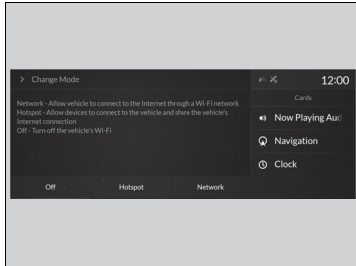 Change Mode
12:00
Network - Allow vehicle to connect to the Internet through a Wi-Fi network
Hotspot - Allow devices to connect to the vehicle and shre the vehicle's
Internet connection
Off - Turn off the vehicle's Wi-Fi
Cards
Now Playing Aud
Navigation
Clock
Off
Hotspot
Network